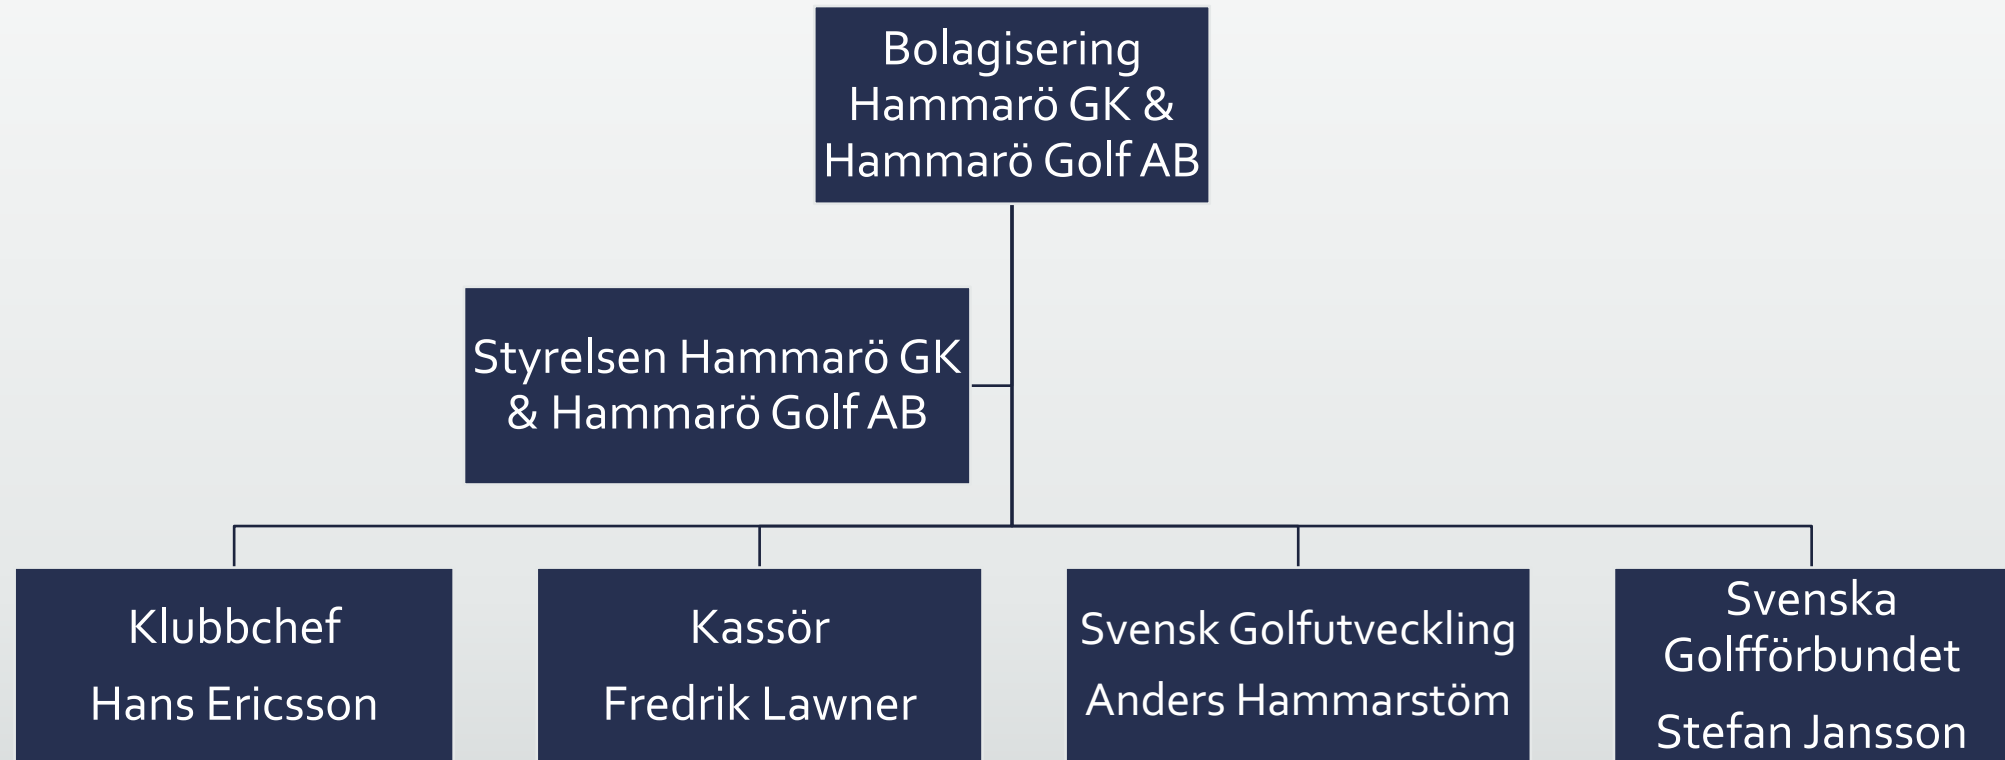 Bolagisering
Hammarö GK &
Hammarö Golf AB
Styrelsen Hammarö GK
& Hammarö Golf AB
Klubbchef
Hans Ericsson
Kassör
Fredrik Lawner
Svensk Golfutveckling
Anders Hammarstöm
Svenska
Golfförbundet
Stefan Jansson